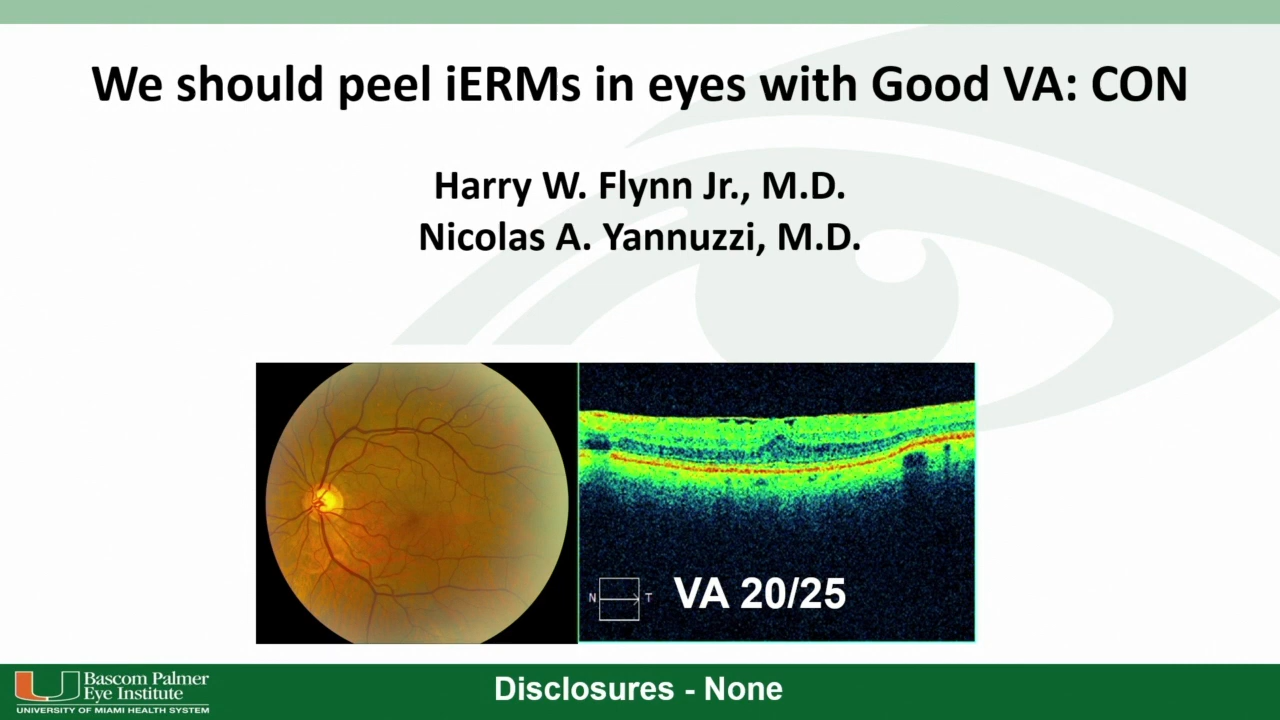 We should peel iERMs in eyes with Good VA: CON
Harry W. Flynn Jr., M.D.
Nicolas A. Yannuzzi, M.D.
N T
VA 20/25
Bascom Palmer
Eye Institute
UNIVERSITY OF MIAMI HEALTH SYSTEM
Disclosures - None